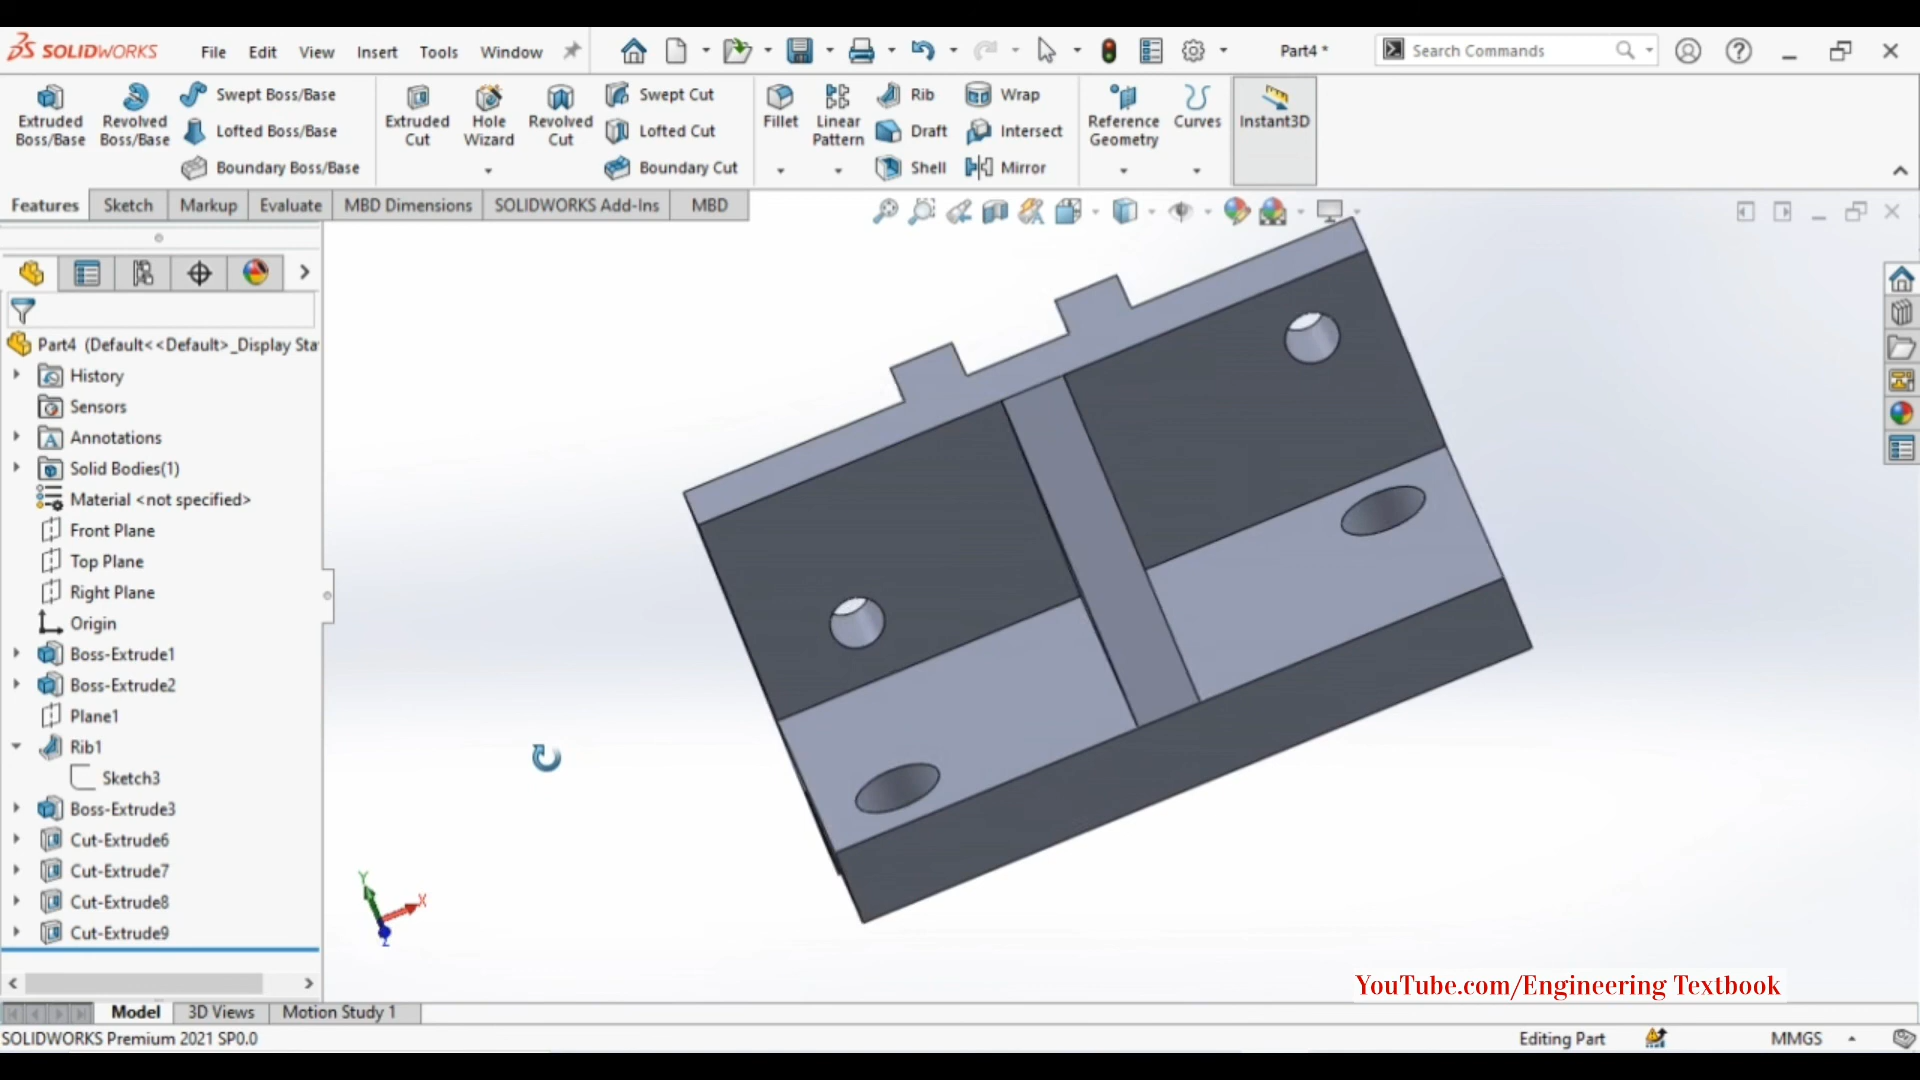 SOLIDWORKS File Edit View Insert Tools Window Part4 * Search Commands
Extruded Boss/Base
Revolved Boss/Base
Swept Boss/Base
Lofted Boss/Base
Boundary Boss/Base
Extruded Cut
Hole Wizard
Revolved Cut
Swept Cut
Lofted Cut
Boundary Cut
Fillet
Linear Pattern
Rib
Draft
Shell
Wrap
Intersect
Mirror
Reference Geometry
Curves
Instant3D
Features Sketch Markup Evaluate MBD Dimensions SOLIDWORKS Add-Ins MBD
Part4 (Default<<Default>_Display Sta
History
Sensors
Annotations
Solid Bodies(1)
Material <not specified>
Front Plane
Top Plane
Right Plane
Origin
Boss-Extrude1
Boss-Extrude2
Plane1
Rib1
Sketch3
Boss-Extrude3
Cut-Extrude6
Cut-Extrude7
Cut-Extrude8
Cut-Extrude9
Y
X
Z
YouTube.com/Engineering Textbook
Model 3D Views Motion Study 1
SOLIDWORKS Premium 2021 SP0.0 Editing Part MMGS